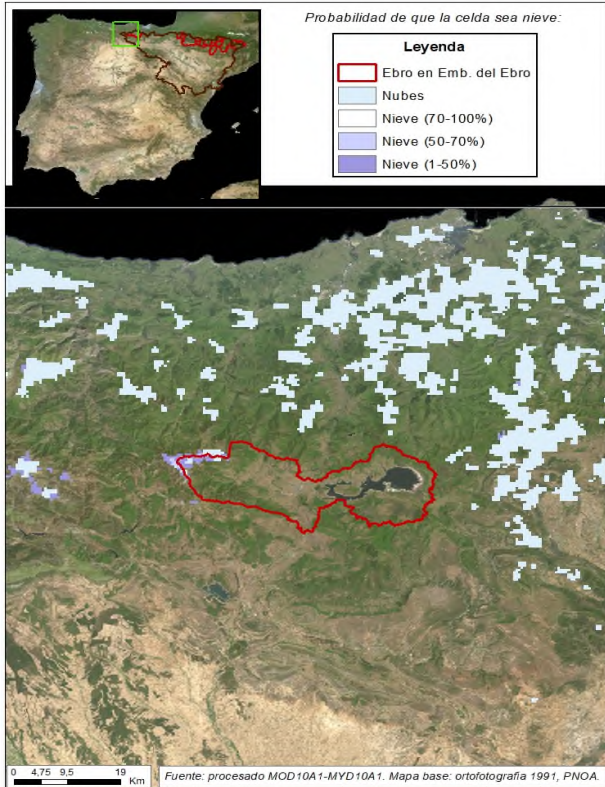 Probabilidad de que la celda sea nieve:
Leyenda
Ebro en Emb. del Ebro
Nubes
Nieve (70-100%)
Nieve (50-70%)
Nieve (1-50%)
0 4,75 9,5 19
Km
Fuente: procesado MOD10A1-MYD10A1. Mapa base: ortofotografía 1991, PNOA.